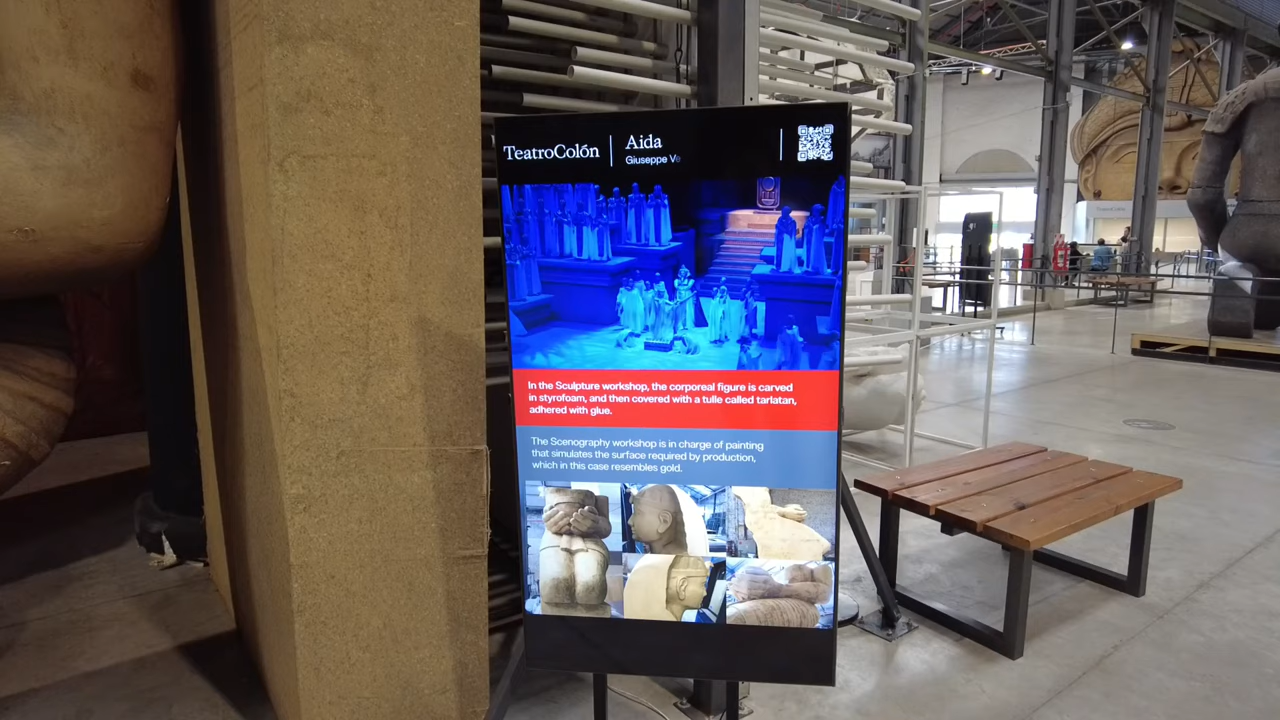 TeatroColón
Aida
Giuseppe Ve
In the Sculpture workshop, the corporeal figure is carved
in styrofoam, and then covered with a tulle called tarlatan,
adhered with glue.
The Scenography workshop is in charge of painting
that simulates the surface required by production,
which in this case resembles gold.
TeatroColón